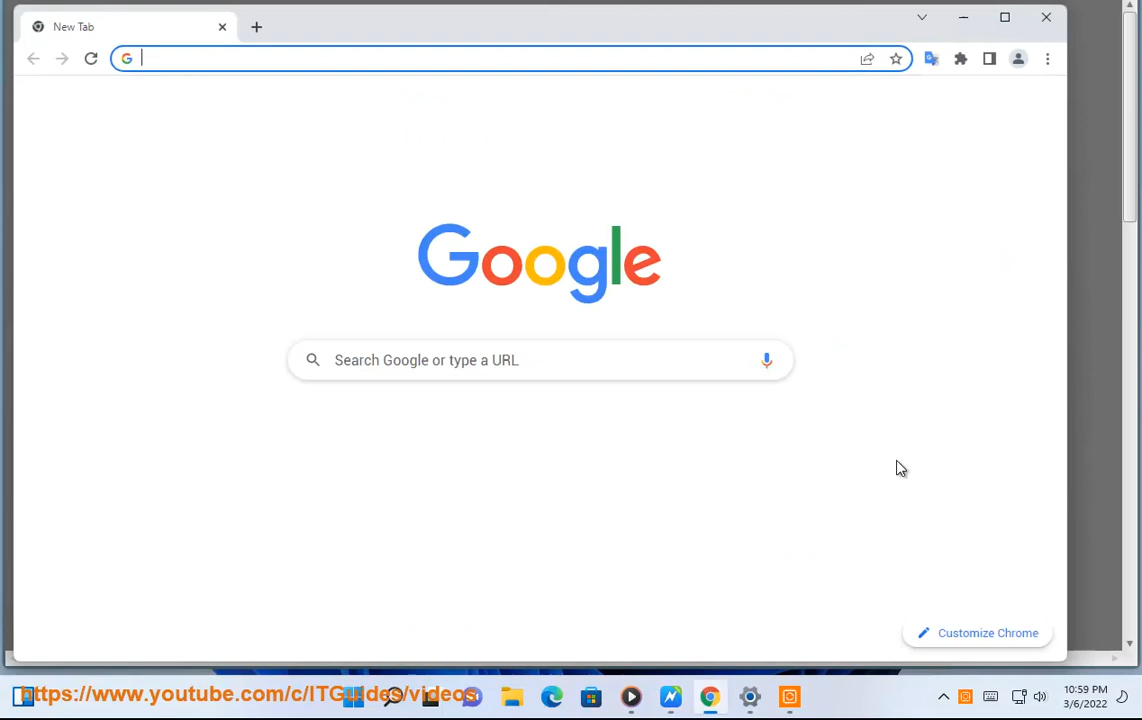 New Tab
Google
Search Google or type a URL
Customize Chrome
https://www.youtube.com/c/ITGuides/videos
10:59 PM
3/6/2022